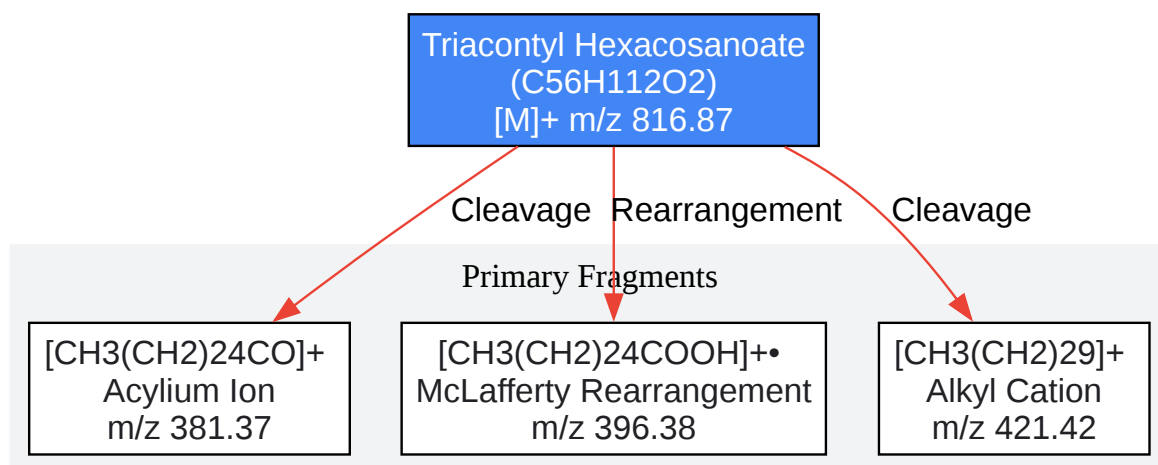 Triacontyl Hexacosanoate
(C56H112O2)
[M]+ m/z 816.87
Cleavage
Rearrangement
Cleavage
Primary Fragments
[CH3(CH2)24CO]+
Acylium Ion
m/z 381.37
[CH3(CH2)24COOH]+•
McLafferty Rearrangement
m/z 396.38
[CH3(CH2)29]+
Alkyl Cation
m/z 421.42